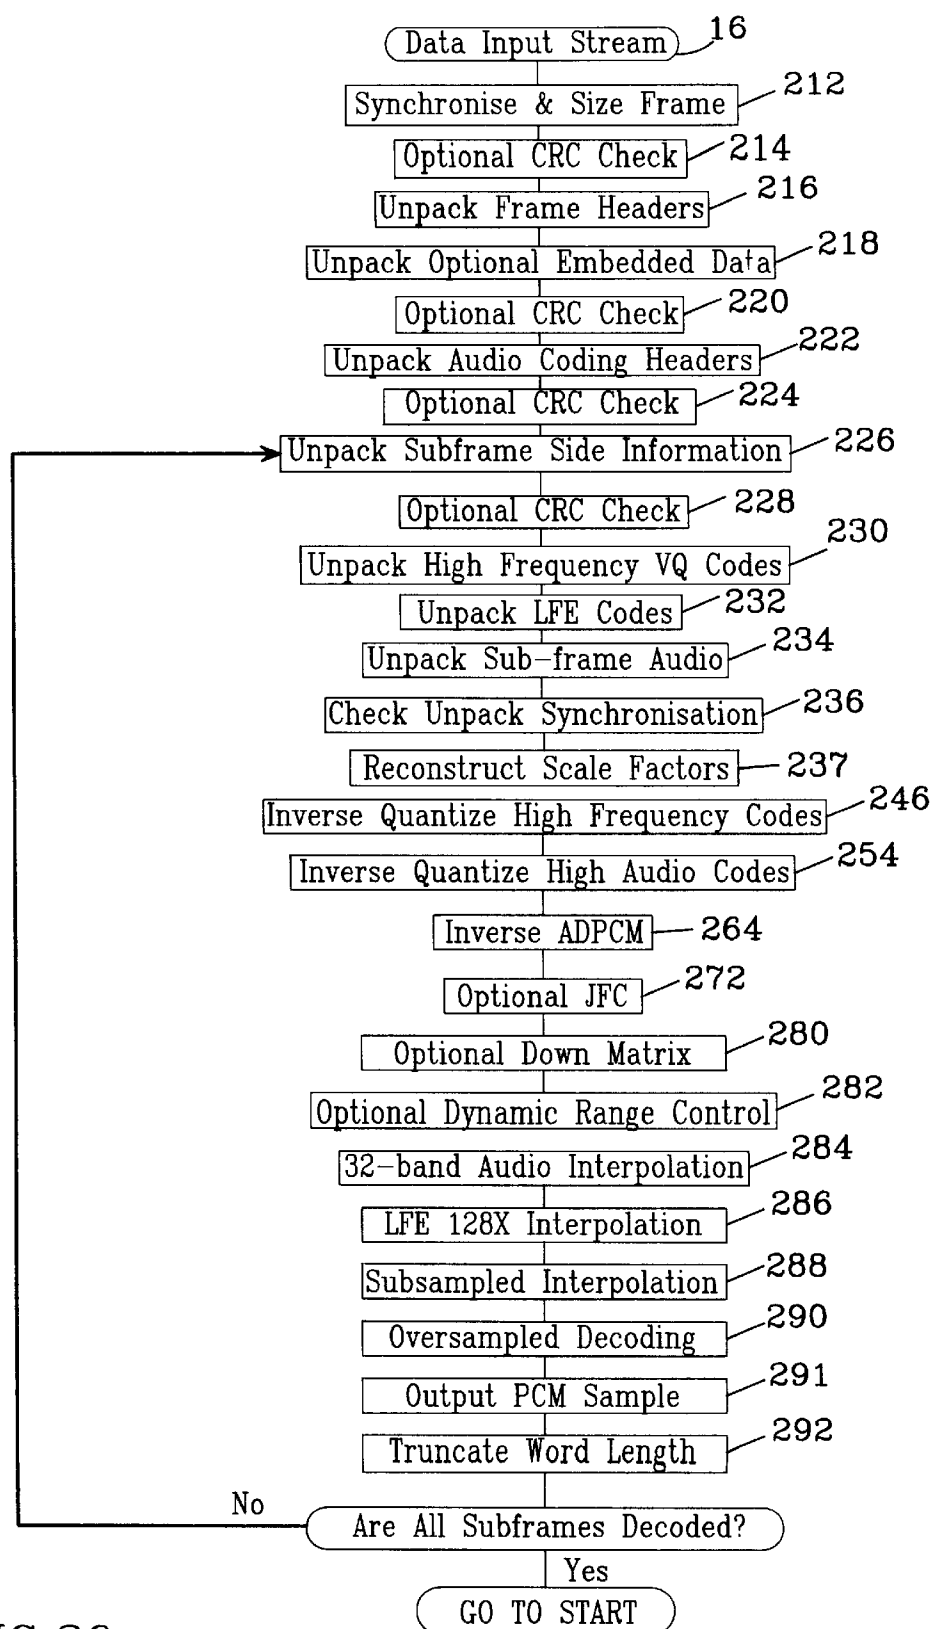 Data Input Stream 16
Synchronise & Size Frame 212
Optional CRC Check 214
Unpack Frame Headers 216
Unpack Optional Embedded Data 218
Optional CRC Check 220
Unpack Audio Coding Headers 222
Optional CRC Check 224
Unpack Subframe Side Information 226
Optional CRC Check 228
Unpack High Frequency VQ Codes 230
Unpack LFE Codes 232
Unpack Sub-frame Audio 234
Check Unpack Synchronisation 236
Reconstruct Scale Factors 237
Inverse Quantize High Frequency Codes 246
Inverse Quantize High Audio Codes 254
Inverse ADPCM 264
Optional JFC 272
Optional Down Matrix 280
Optional Dynamic Range Control 282
32-band Audio Interpolation 284
LFE 128X Interpolation 286
Subsampled Interpolation 288
Oversampled Decoding 290
Output PCM Sample 291
Truncate Word Length 292
No
Are All Subframes Decoded?
Yes
GO TO START